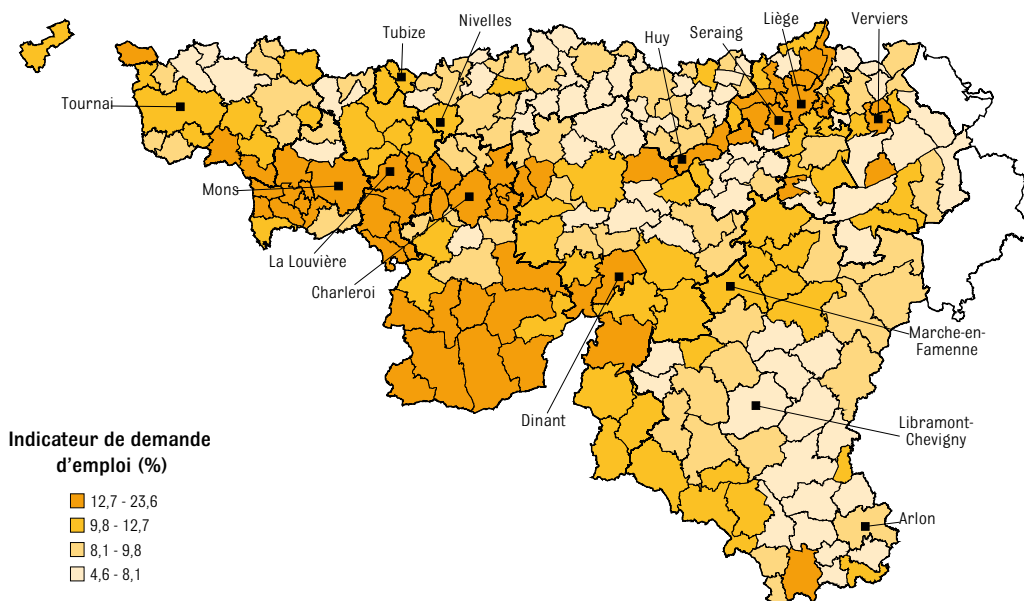 Nivelles
Liège
Verviers
Tubize
Huy
Seraing
Tournai
Mons
La Louvière
Charleroi
Marche-en-
Famenne
Dinant
Libramont-
Chevigny
Arlon
Indicateur de demande
d'emploi (%)
12,7 - 23,6
9,8 - 12,7
8,1 - 9,8
4,6 - 8,1